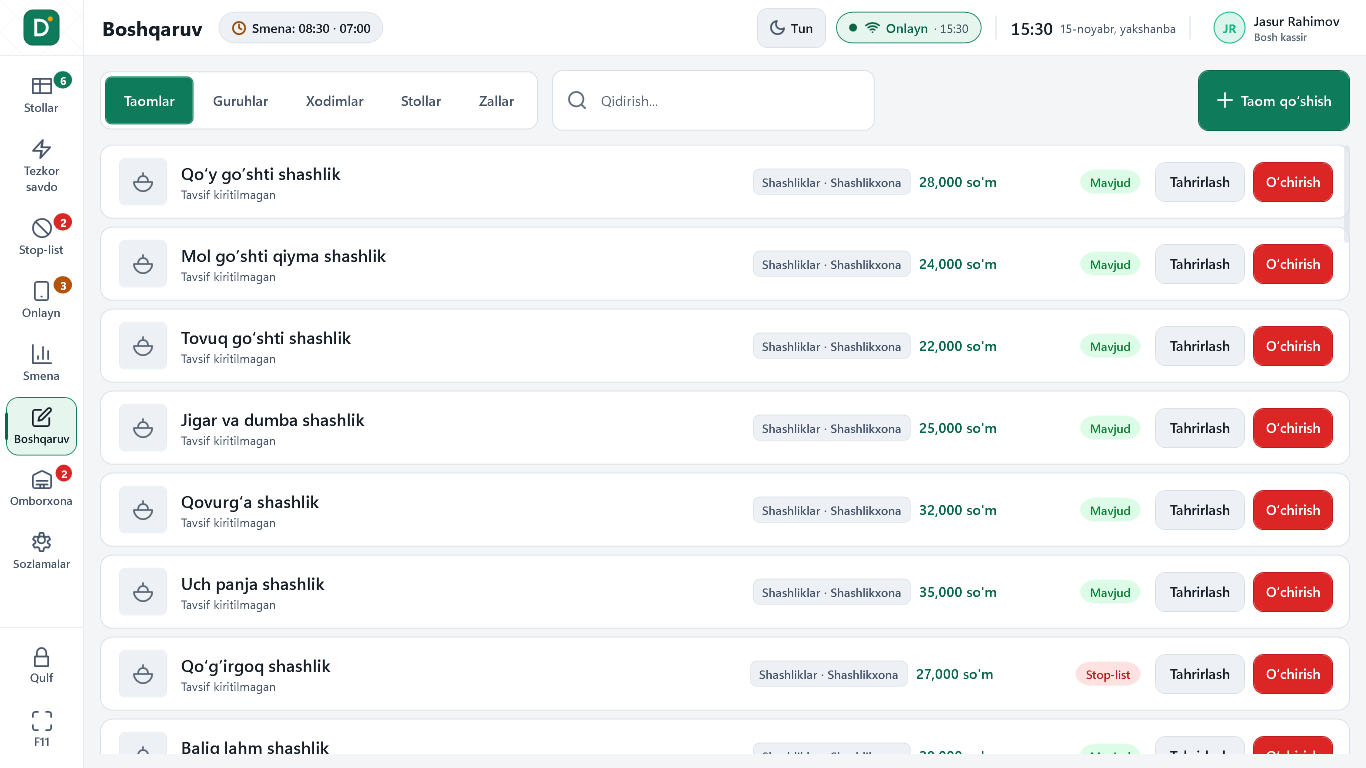 D
Boshqaruv
Smena: 08:30 · 07:00
Tun
Onlayn · 15:30
15:30 15-noyabr, yakshanba
JR
Jasur Rahimov
Bosh kassir
6
Stollar
Tezkor
savdo
2
Stop-list
3
Onlayn
Smena
Boshqaruv
2
Omborxona
Sozlamalar
Qulf
F11
Taomlar
Guruhlar
Xodimlar
Stollar
Zallar
Qidirish...
Taom qo‘shish
Qo‘y go‘shti shashlik
Tavsif kiritilmagan
Shashliklar · Shashlikxona 28,000 so'm
Mavjud
Tahrirlash
O‘chirish
Mol go‘shti qiyma shashlik
Tavsif kiritilmagan
Shashliklar · Shashlikxona 24,000 so'm
Mavjud
Tahrirlash
O‘chirish
Tovuq go‘shti shashlik
Tavsif kiritilmagan
Shashliklar · Shashlikxona 22,000 so'm
Mavjud
Tahrirlash
O‘chirish
Jigar va dumba shashlik
Tavsif kiritilmagan
Shashliklar · Shashlikxona 25,000 so'm
Mavjud
Tahrirlash
O‘chirish
Qovurg‘a shashlik
Tavsif kiritilmagan
Shashliklar · Shashlikxona 32,000 so'm
Mavjud
Tahrirlash
O‘chirish
Uch panja shashlik
Tavsif kiritilmagan
Shashliklar · Shashlikxona 35,000 so'm
Mavjud
Tahrirlash
O‘chirish
Qo‘g‘irgoq shashlik
Tavsif kiritilmagan
Shashliklar · Shashlikxona 27,000 so'm
Stop-list
Tahrirlash
O‘chirish
Baliq lahm shashlik